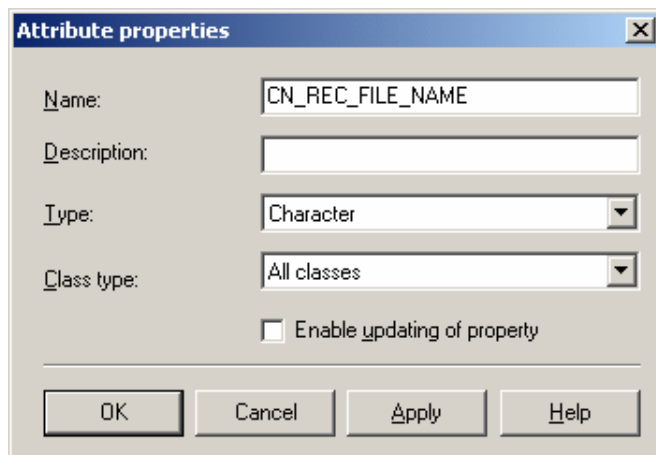 Attribute properties
Name: CN_REC_FILE_NAME
Description:
Type: Character
Class type: All classes
Enable updating of property
OK Cancel Apply Help